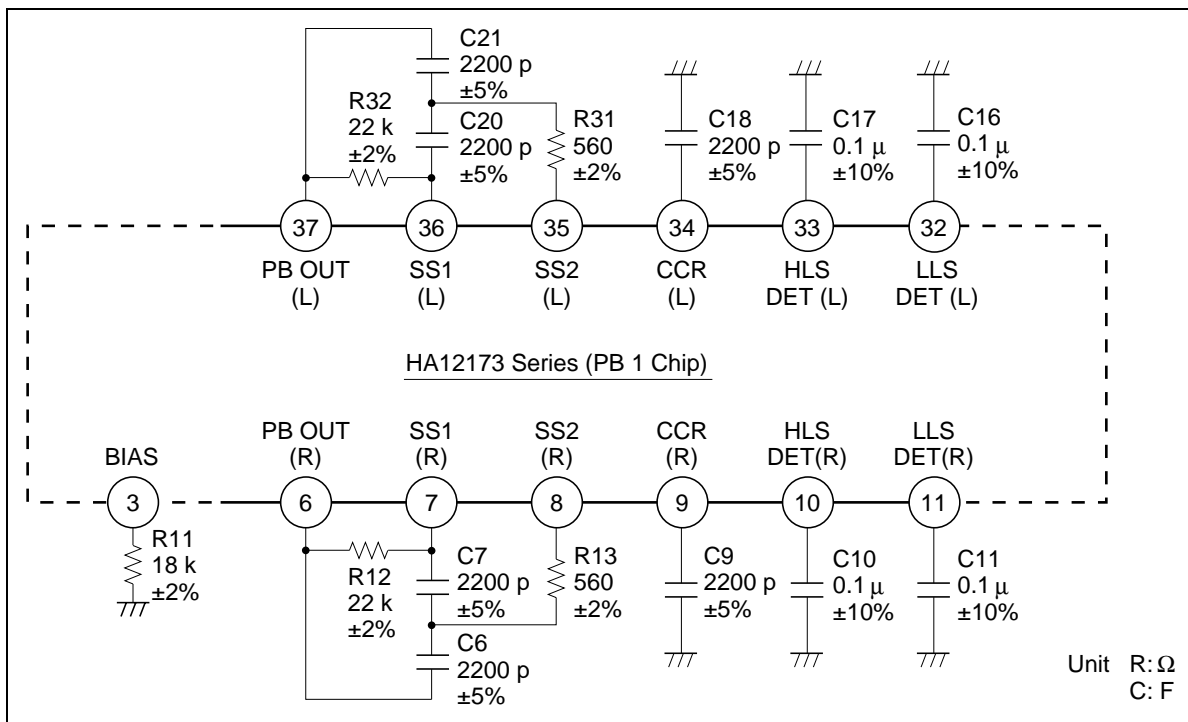 C21
2200 p
±5%
R32
22 k
±2%
C20
2200 p
±5%
R31
560
±2%
C18
2200 p
±5%
C17
0.1 μ
±10%
C16
0.1 μ
±10%
37
36
35
34
33
32
PB OUT
(L)
SS1
(L)
SS2
(L)
CCR
(L)
HLS
DET (L)
LLS
DET (L)
HA12173 Series (PB 1 Chip)
BIAS
PB OUT
(R)
SS1
(R)
SS2
(R)
CCR
(R)
HLS
DET(R)
LLS
DET(R)
3
6
7
8
9
10
11
R11
18 k
±2%
R12
22 k
±2%
C7
2200 p
±5%
C6
2200 p
±5%
R13
560
±2%
C9
2200 p
±5%
C10
0.1 μ
±10%
C11
0.1 μ
±10%
Unit R: Ω
C: F